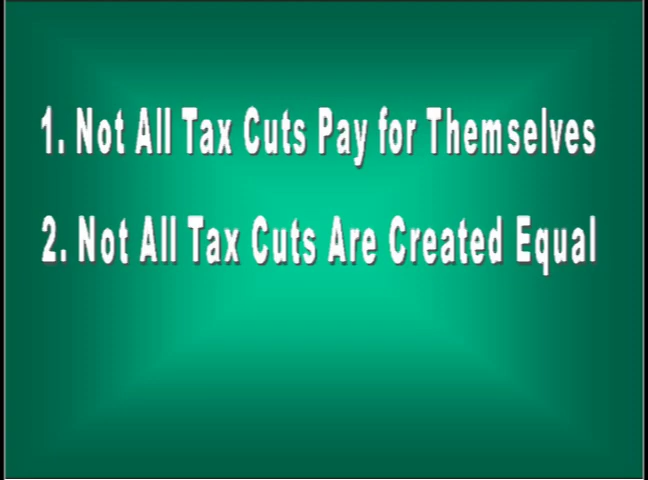 1. Not All Tax Cuts Pay for Themselves
2. Not All Tax Cuts Are Created Equal